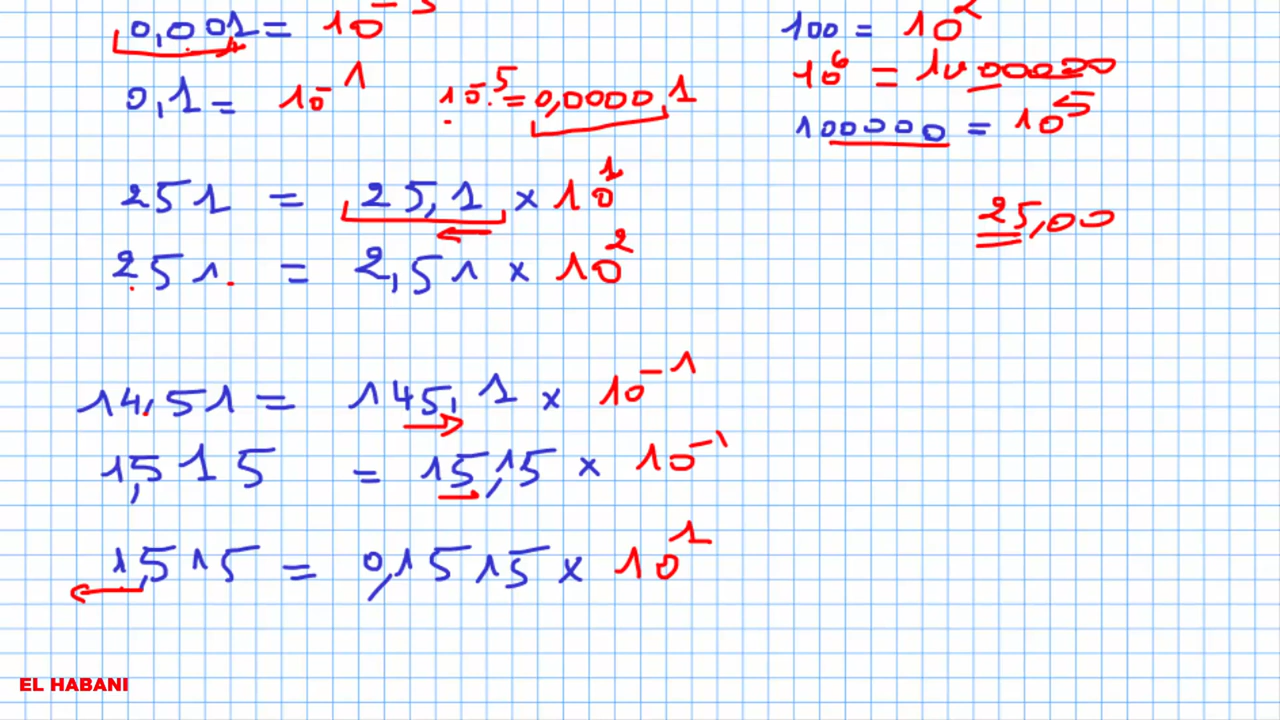 0,001 = 10⁻³
0,1 = 10⁻¹
10⁻⁵ = 0,00001
251 = 25,1 × 10¹
251 = 2,51 × 10²
14,51 = 145,1 × 10⁻¹
1,515 = 15,15 × 10⁻¹
1,515 = 0,1515 × 10¹
100 = 10²
10⁶ = 1000000
100000 = 10⁵
25,00
EL HABANI